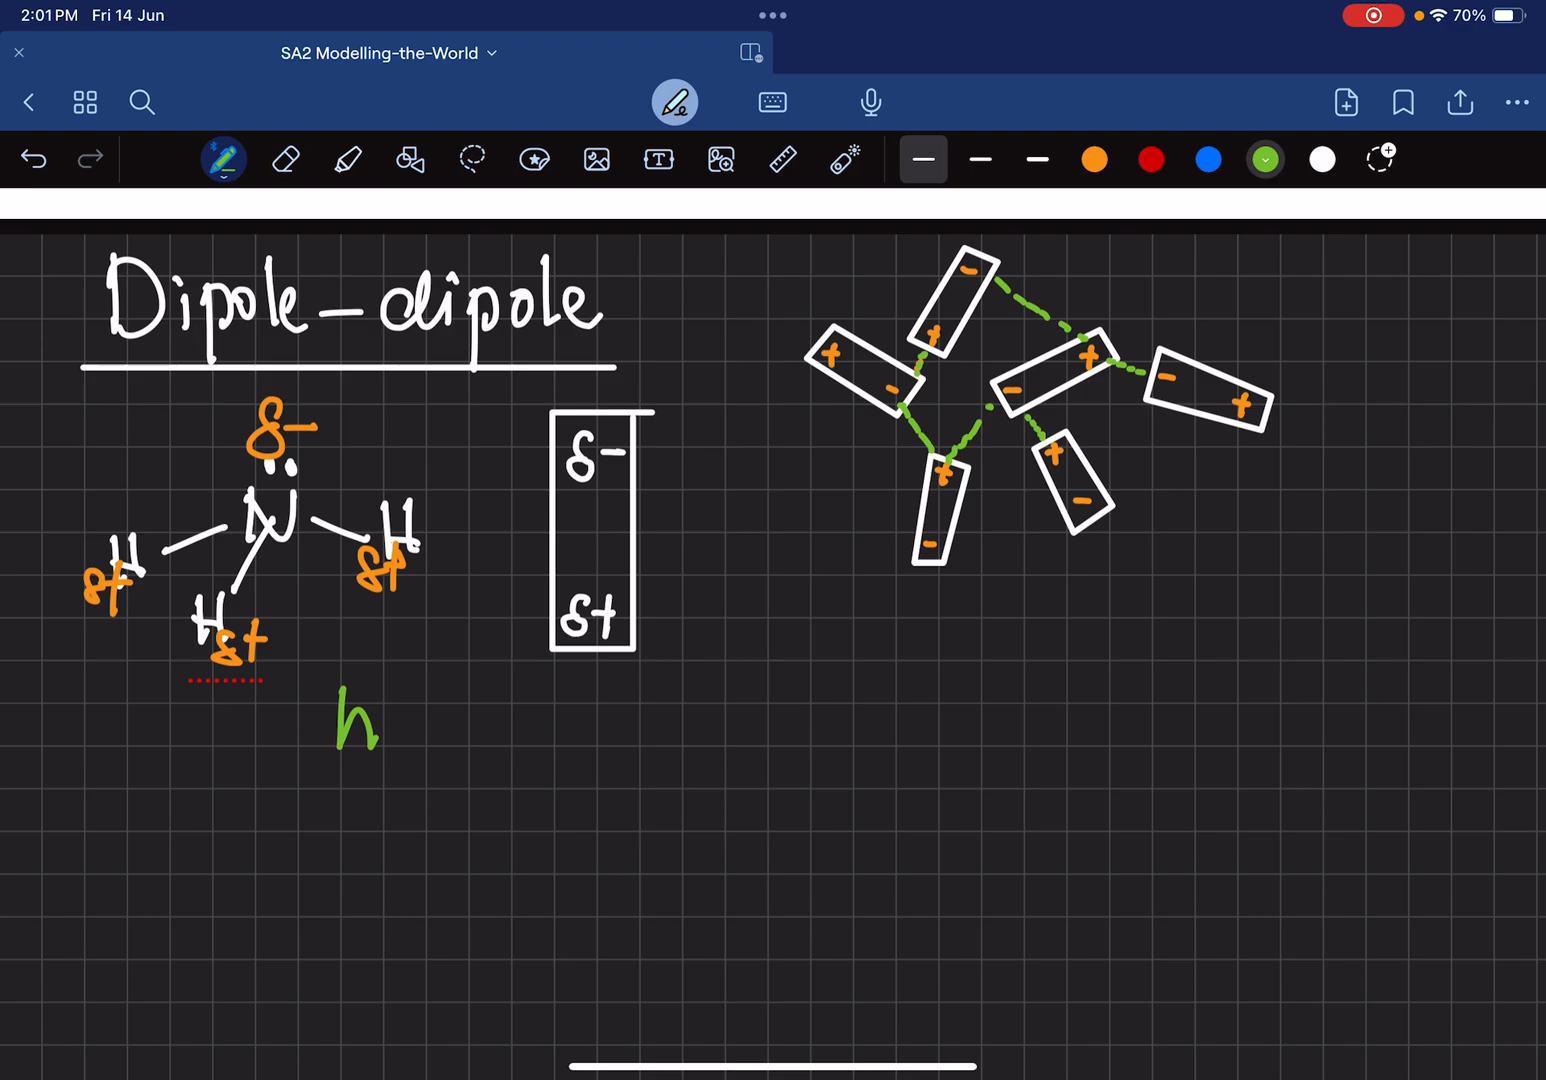 2:01 PM Fri 14 Jun
70%
SA2 Modelling-the-World
T
Dipole-dipole
δ-
N
H
H
δ+
δ+
H
δ+
h
δ-
δ+
-
+
+
-
+
-
-
+
+
-
+
-